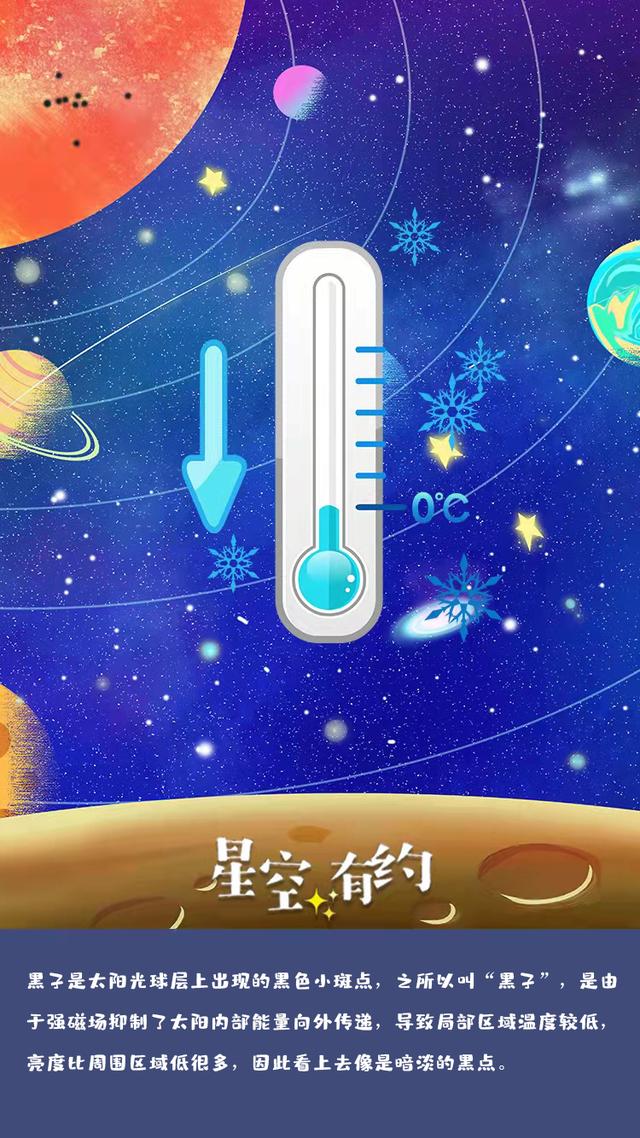 0℃
星空有约
黑子是太阳光球层上出现的黑色小斑点，之所以叫“黑子”，是由
于强磁场抑制了太阳内部能量向外传递，导致局部区域温度较低，
亮度比周围区域低很多，因此看上去像是暗淡的黑点。